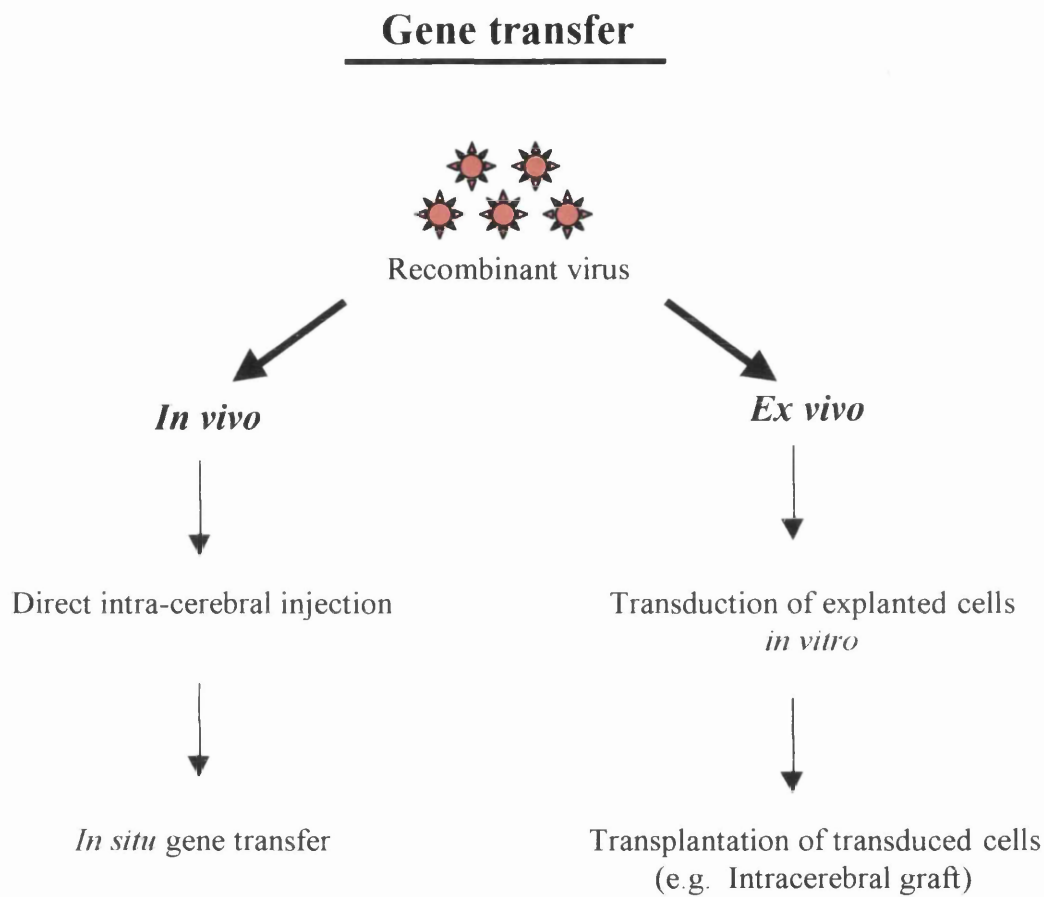 Gene transfer
Recombinant virus
In vivo
Ex vivo
Direct intra-cerebral injection
Transduction of explanted cells
in vitro
In situ gene transfer
Transplantation of transduced cells
(e.g. Intracerebral graft)